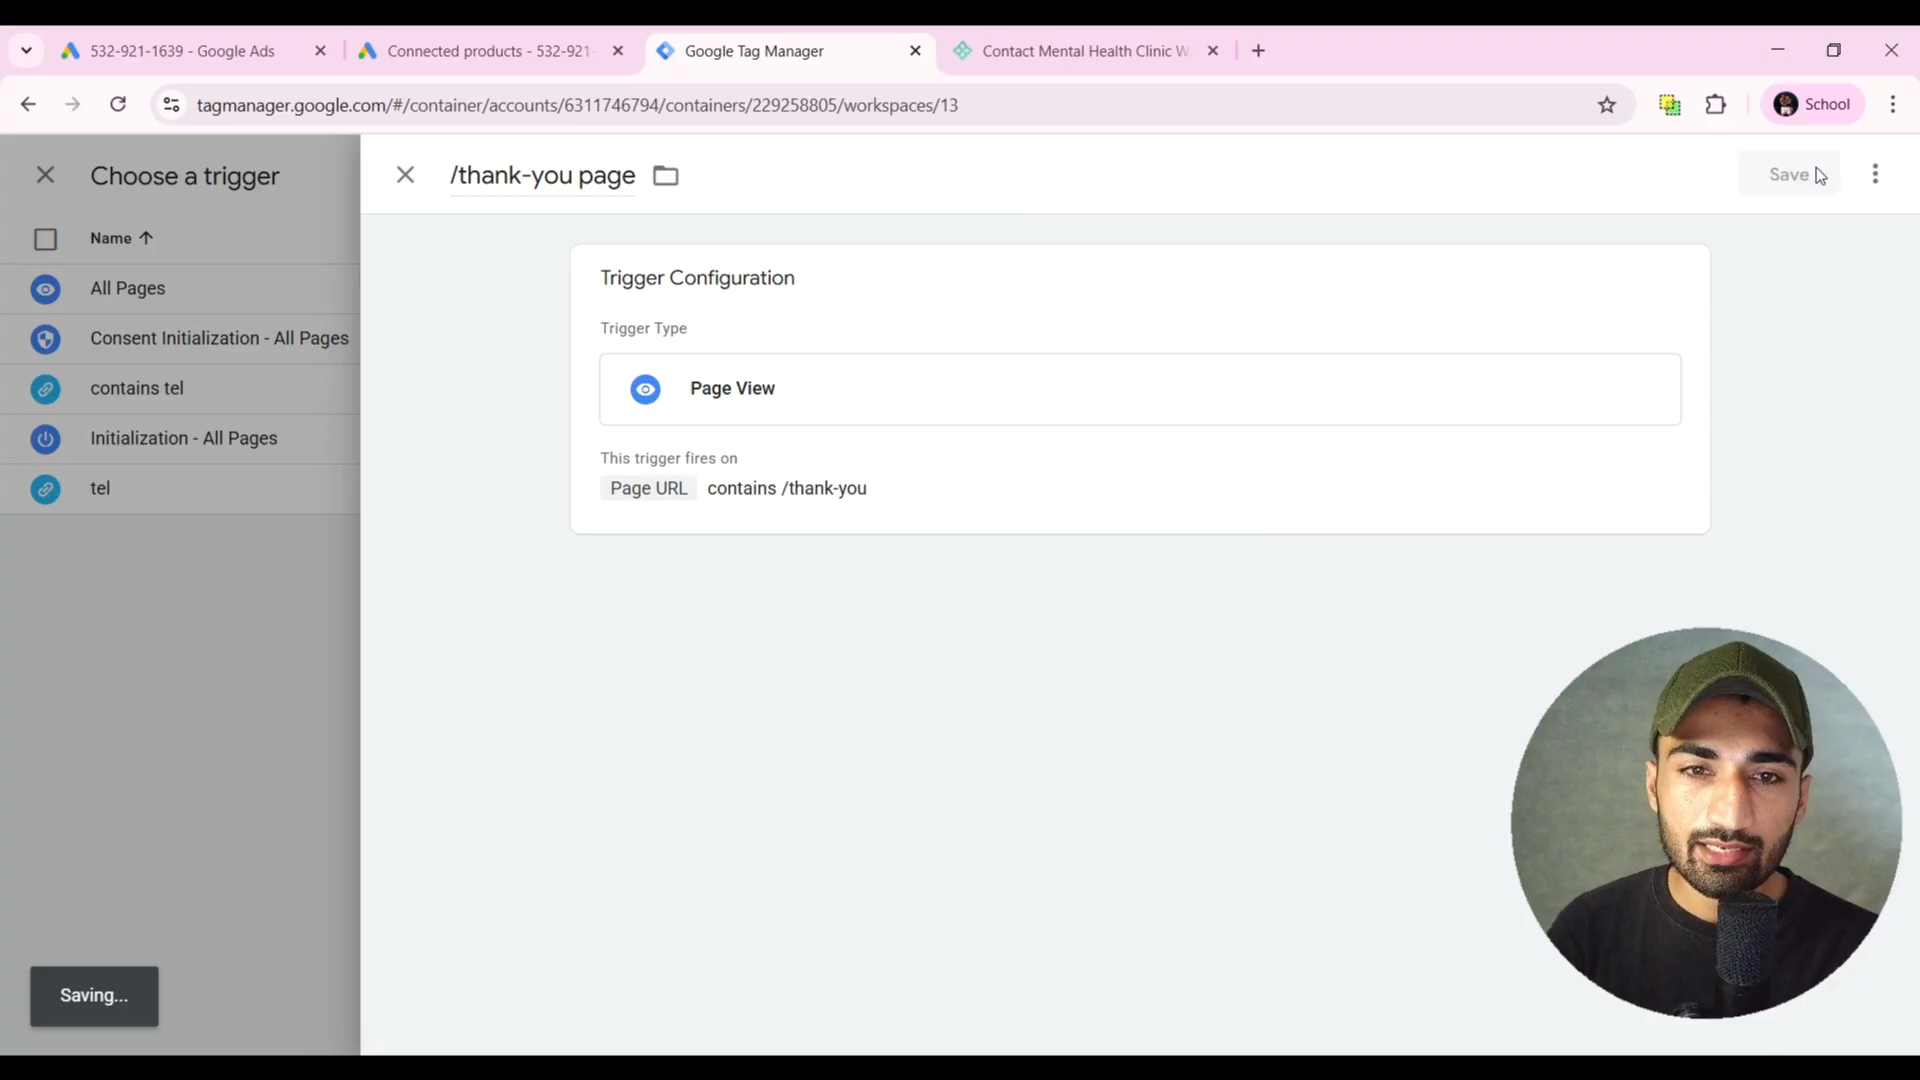 532-921-1639 - Google Ads
Connected products - 532-921
Google Tag Manager
Contact Mental Health Clinic W
tagmanager.google.com/#/container/accounts/6311746794/containers/229258805/workspaces/13
School
Choose a trigger
/thank-you page
Save
Name
All Pages
Consent Initialization - All Pages
contains tel
Initialization - All Pages
tel
Trigger Configuration
Trigger Type
Page View
This trigger fires on
Page URL contains /thank-you
Saving...